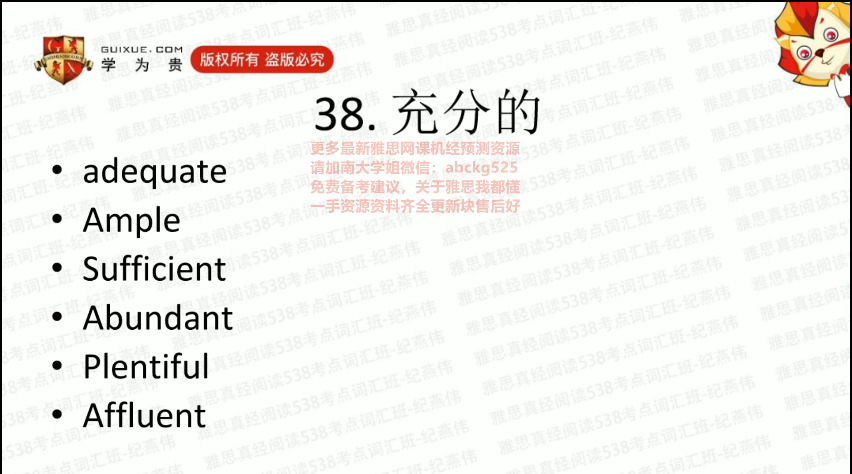 GUIXUE.COM
学为贵
版权所有 盗版必究
38. 充分的
更多最新雅思网课机经预测资源
请加南大学姐微信：abckg525
免费备考建议，关于雅思我都懂
一手资源资料齐全更新块售后好
• adequate
• Ample
• Sufficient
• Abundant
• Plentiful
• Affluent
雅思真经阅读538考点词汇班-纪燕伟